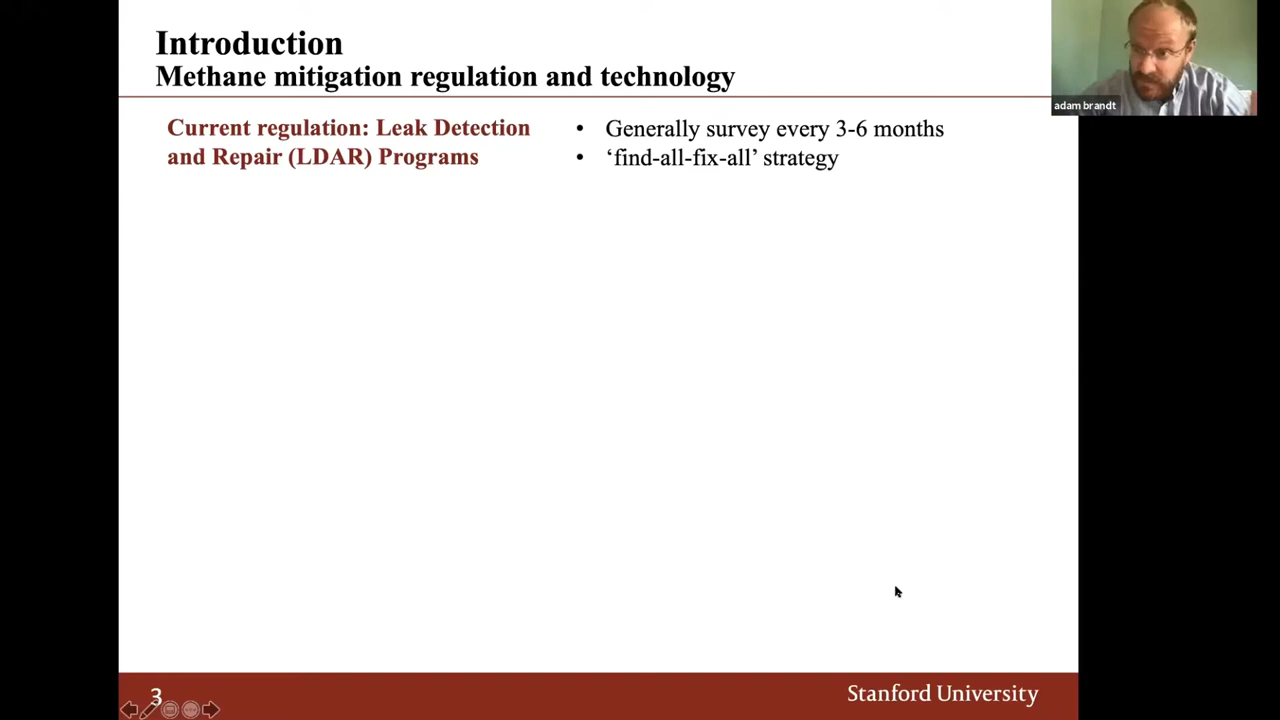 Introduction
Methane mitigation regulation and technology
Current regulation: Leak Detection
and Repair (LDAR) Programs
• Generally survey every 3-6 months
• ‘find-all-fix-all’ strategy
adam brandt
3
Stanford University